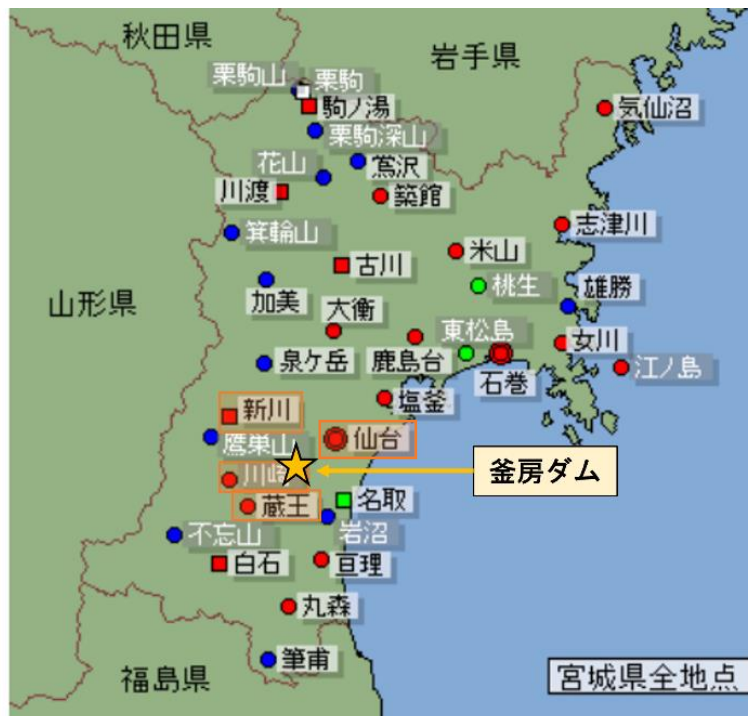 秋田県
岩手県
栗駒山
栗駒
駒ノ湯
気仙沼
栗駒深山
鶯沢
花山
川渡
築館
志津川
箕輪山
米山
古川
山形県
加美
桃生
雄勝
大衡
東松島
女川
泉ケ岳
鹿島台
石巻
江ノ島
新川
塩釜
鷹巣山
仙台
川崎
釜房ダム
蔵王
名取
不忘山
岩沼
白石
亘理
丸森
筆甫
福島県
宮城県全地点